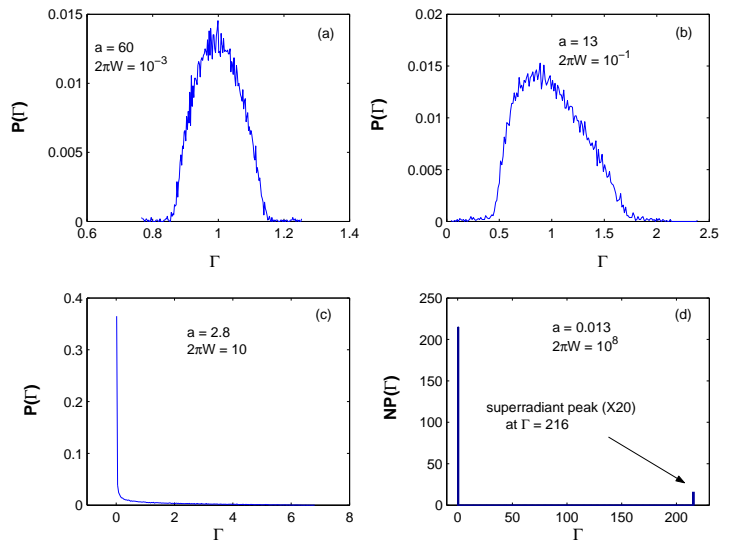 0.015
0.01
0.005
0
P(Γ)
(a)
a = 60
2πW = 10⁻³
0.6 0.8 1 1.2 1.4
Γ
0.02
0.015
0.01
0.005
0
P(Γ)
(b)
a = 13
2πW = 10⁻¹
0 0.5 1 1.5 2 2.5
Γ
0.4
0.3
0.2
0.1
0
P(Γ)
(c)
a = 2.8
2πW = 10
0 2 4 6 8
Γ
250
200
150
100
50
0
NP(Γ)
(d)
a = 0.013
2πW = 10⁸
superradiant peak (X20)
at Γ = 216
0 50 100 150 200
Γ